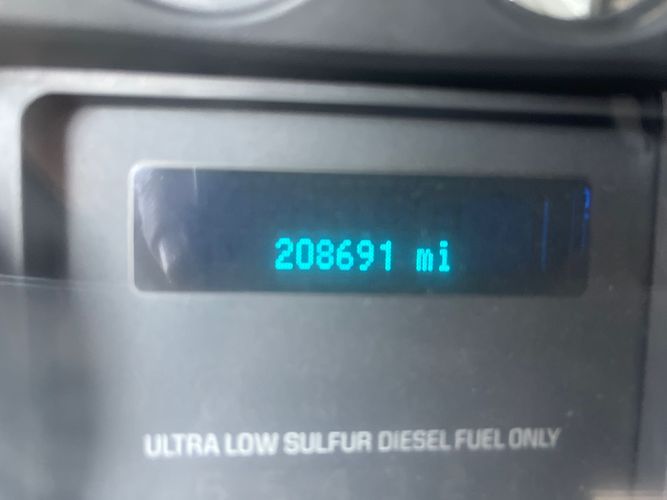 208691 mi
ULTRA LOW SULFUR DIESEL FUEL ONLY